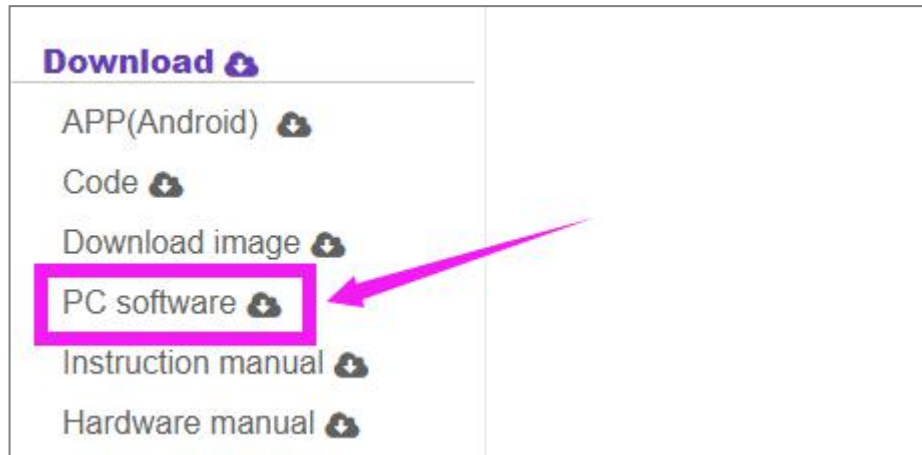 Download
APP(Android)
Code
Download image
PC software
Instruction manual
Hardware manual